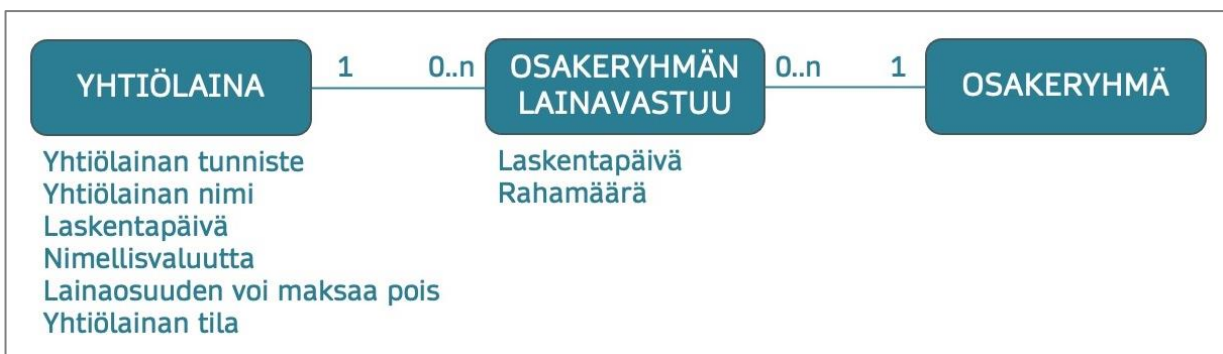 YHTIÖLAINA
1
0..n
OSAKERYHMÄN
LAINAVASTUU
0..n
1
OSAKERYHMÄ
Yhtiölainan tunniste
Yhtiölainan nimi
Laskentapäivä
Nimellisvaluutta
Lainaosuuden voi maksaa pois
Yhtiölainan tila
Laskentapäivä
Rahamäärä